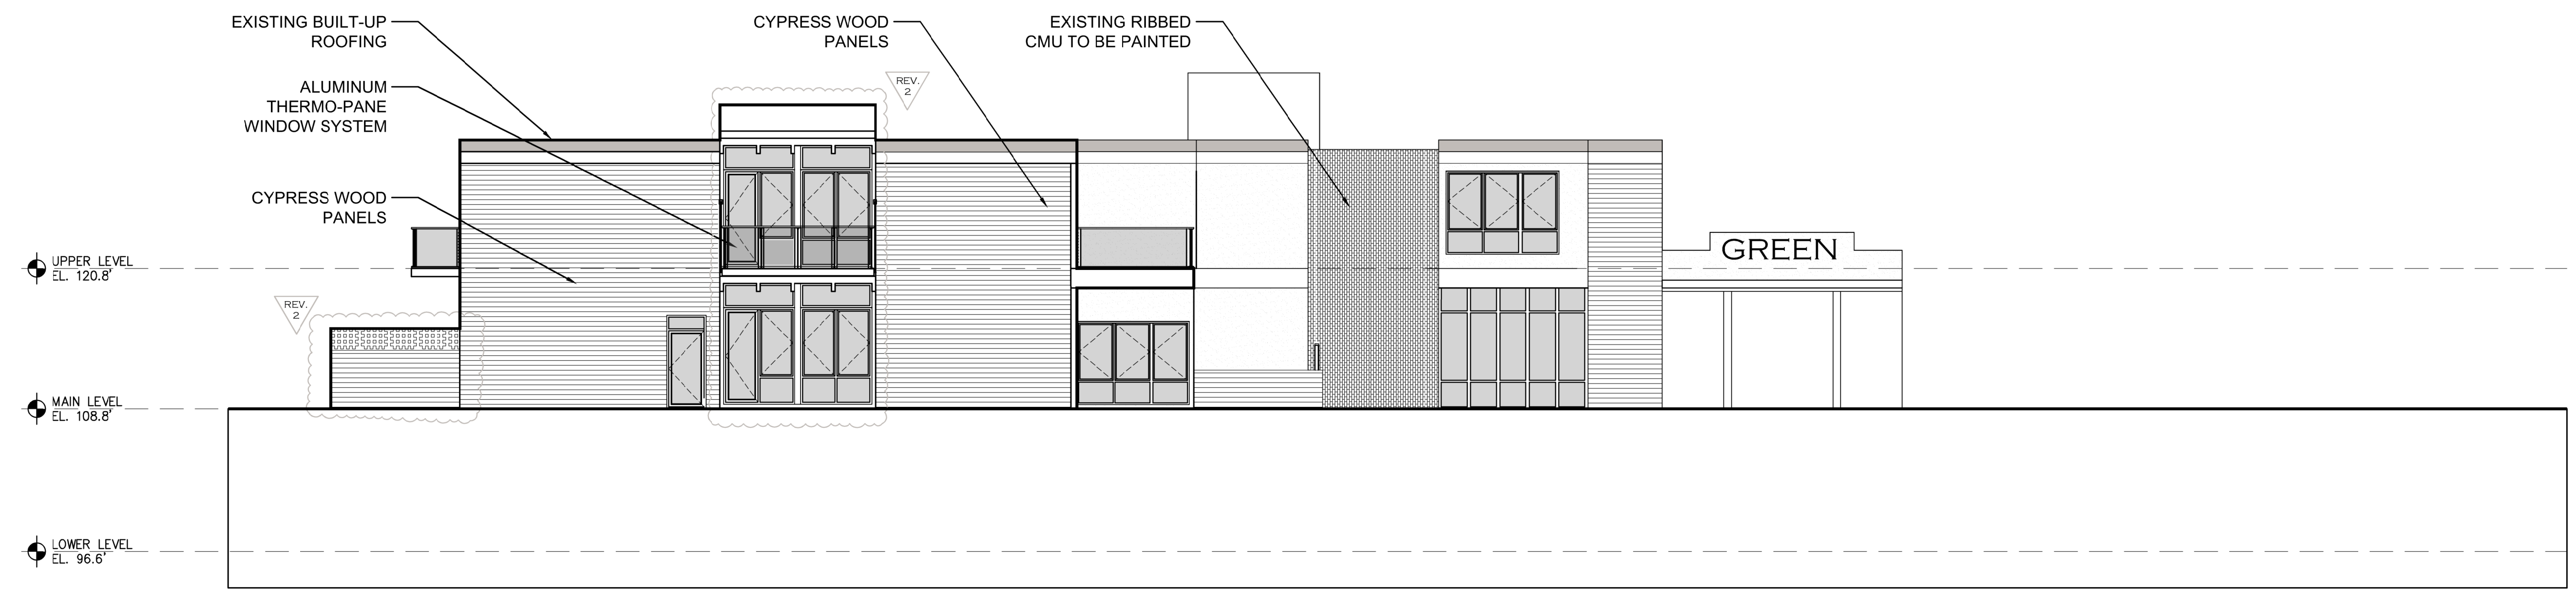 EXISTING BUILT-UP
ROOFING
CYPRESS WOOD
PANELS
EXISTING RIBBED
CMU TO BE PAINTED
REV.
2
ALUMINUM
THERMO-PANE
WINDOW SYSTEM
CYPRESS WOOD
PANELS
GREEN
UPPER LEVEL
EL. 120.8'
REV.
2
MAIN LEVEL
EL. 108.8'
LOWER LEVEL
EL. 96.6'